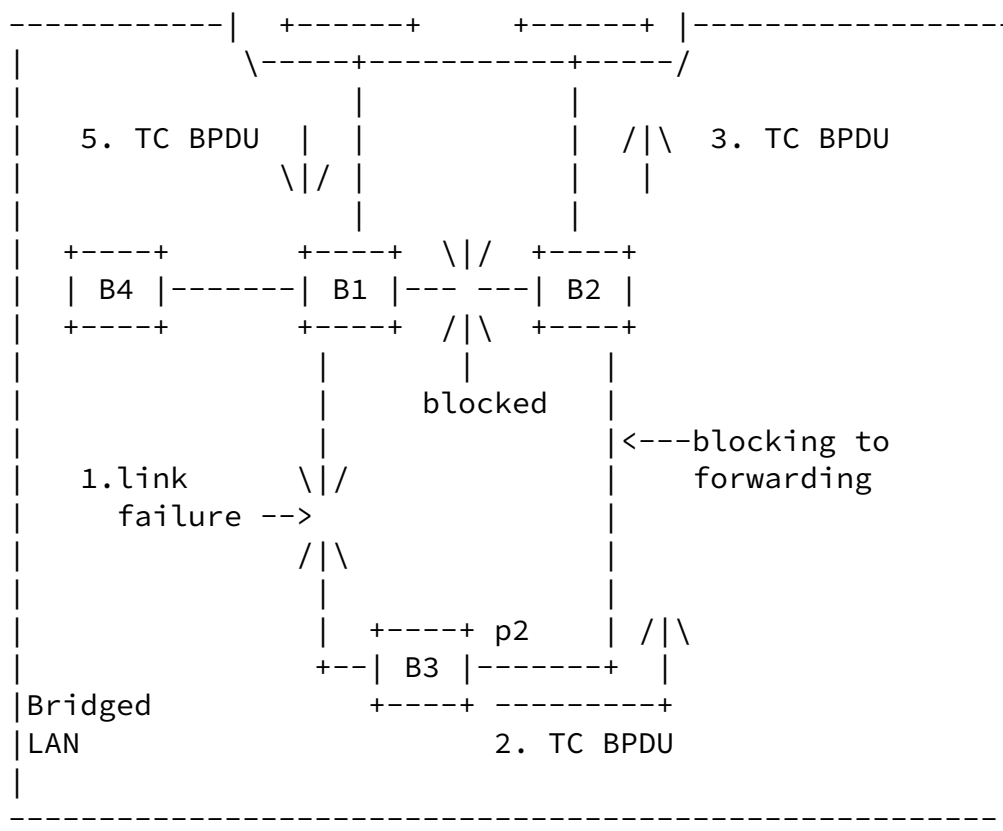 5. TC BPDU 3. TC BPDU
B4 B1 B2
blocked
<---blocking to
1.link forwarding
failure -->
p2
B3
Bridged
LAN 2. TC BPDU